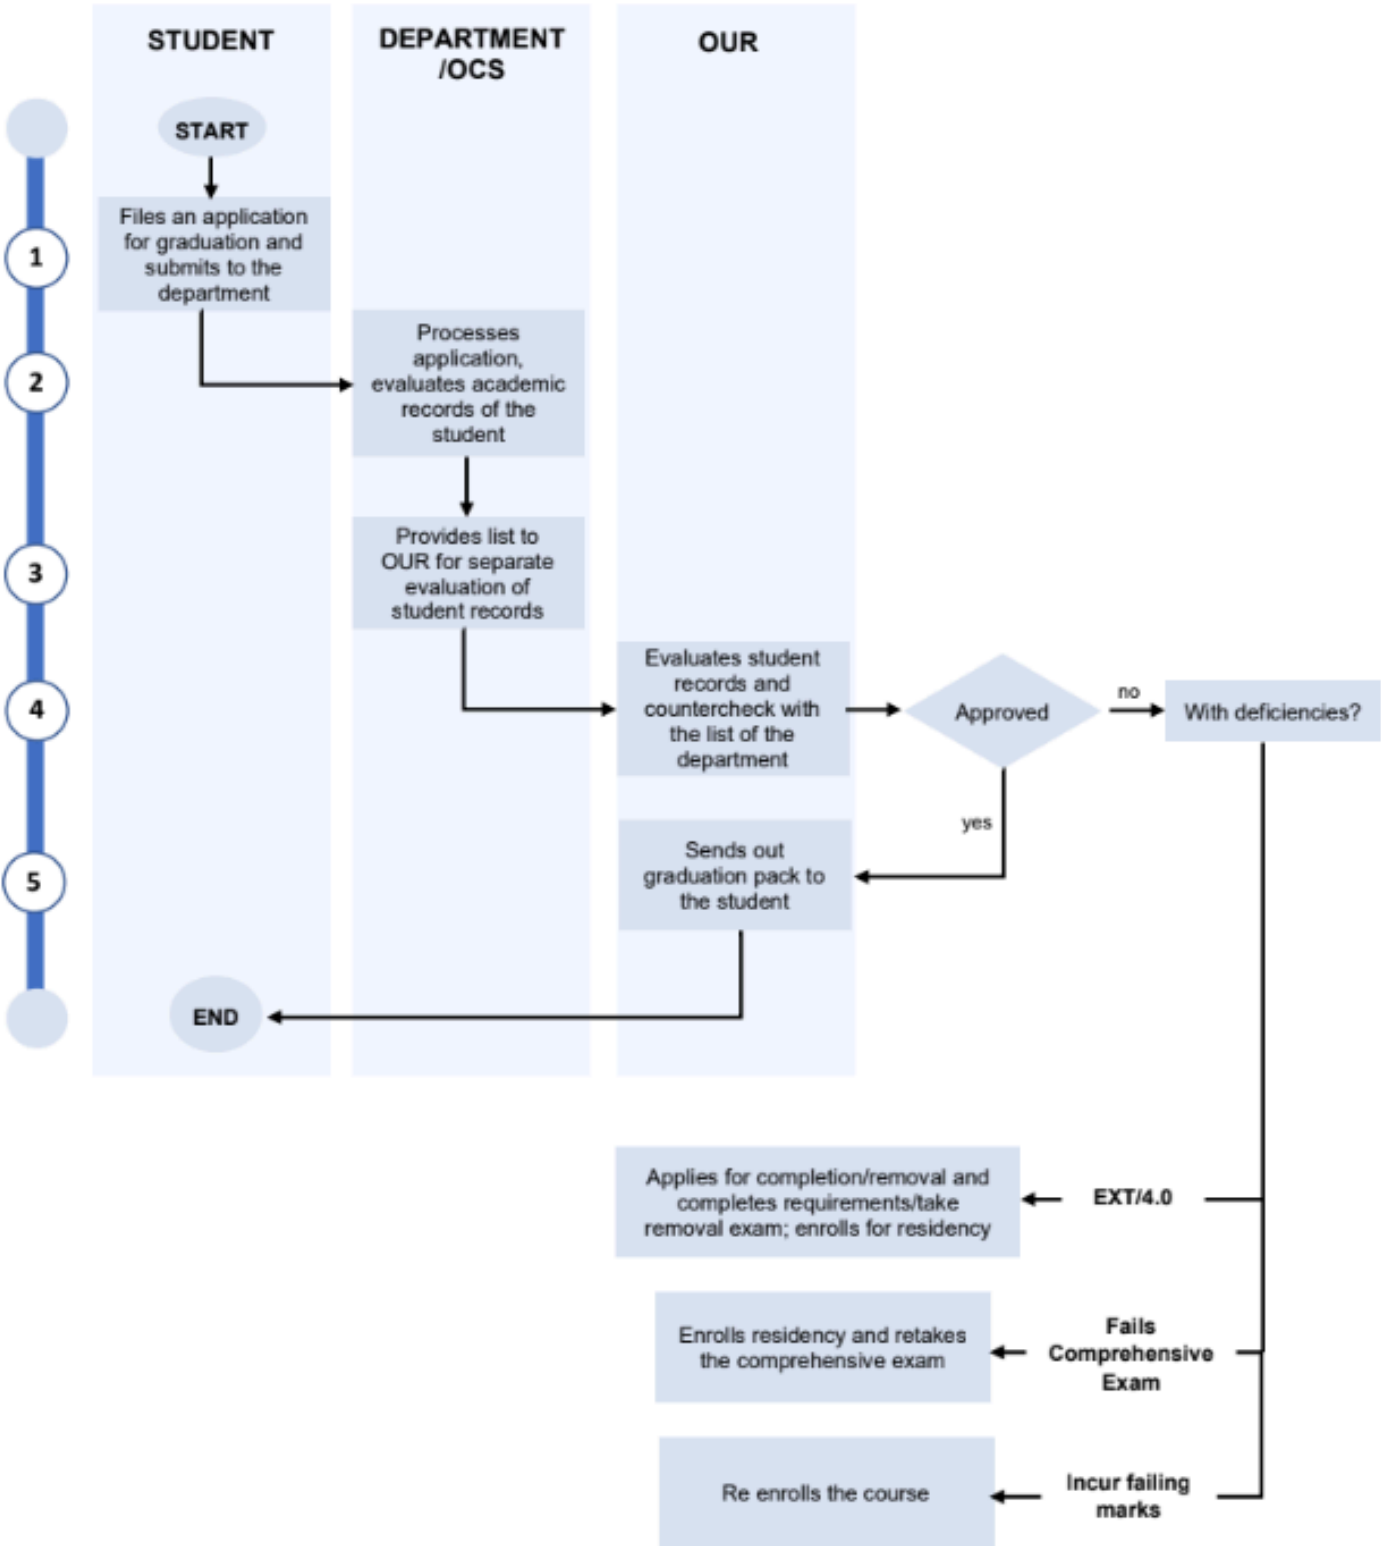 STUDENT
DEPARTMENT
/OCS
OUR
START
1
Files an application
for graduation and
submits to the
department
2
Processes
application,
evaluates academic
records of the
student
3
Provides list to
OUR for separate
evaluation of
student records
4
Evaluates student
records and
countercheck with
the list of the
department
Approved
no
With deficiencies?
yes
5
Sends out
graduation pack to
the student
END
Applies for completion/removal and
completes requirements/take
removal exam; enrolls for residency
EXT/4.0
Enrolls residency and retakes
the comprehensive exam
Fails
Comprehensive
Exam
Re enrolls the course
Incur failing
marks